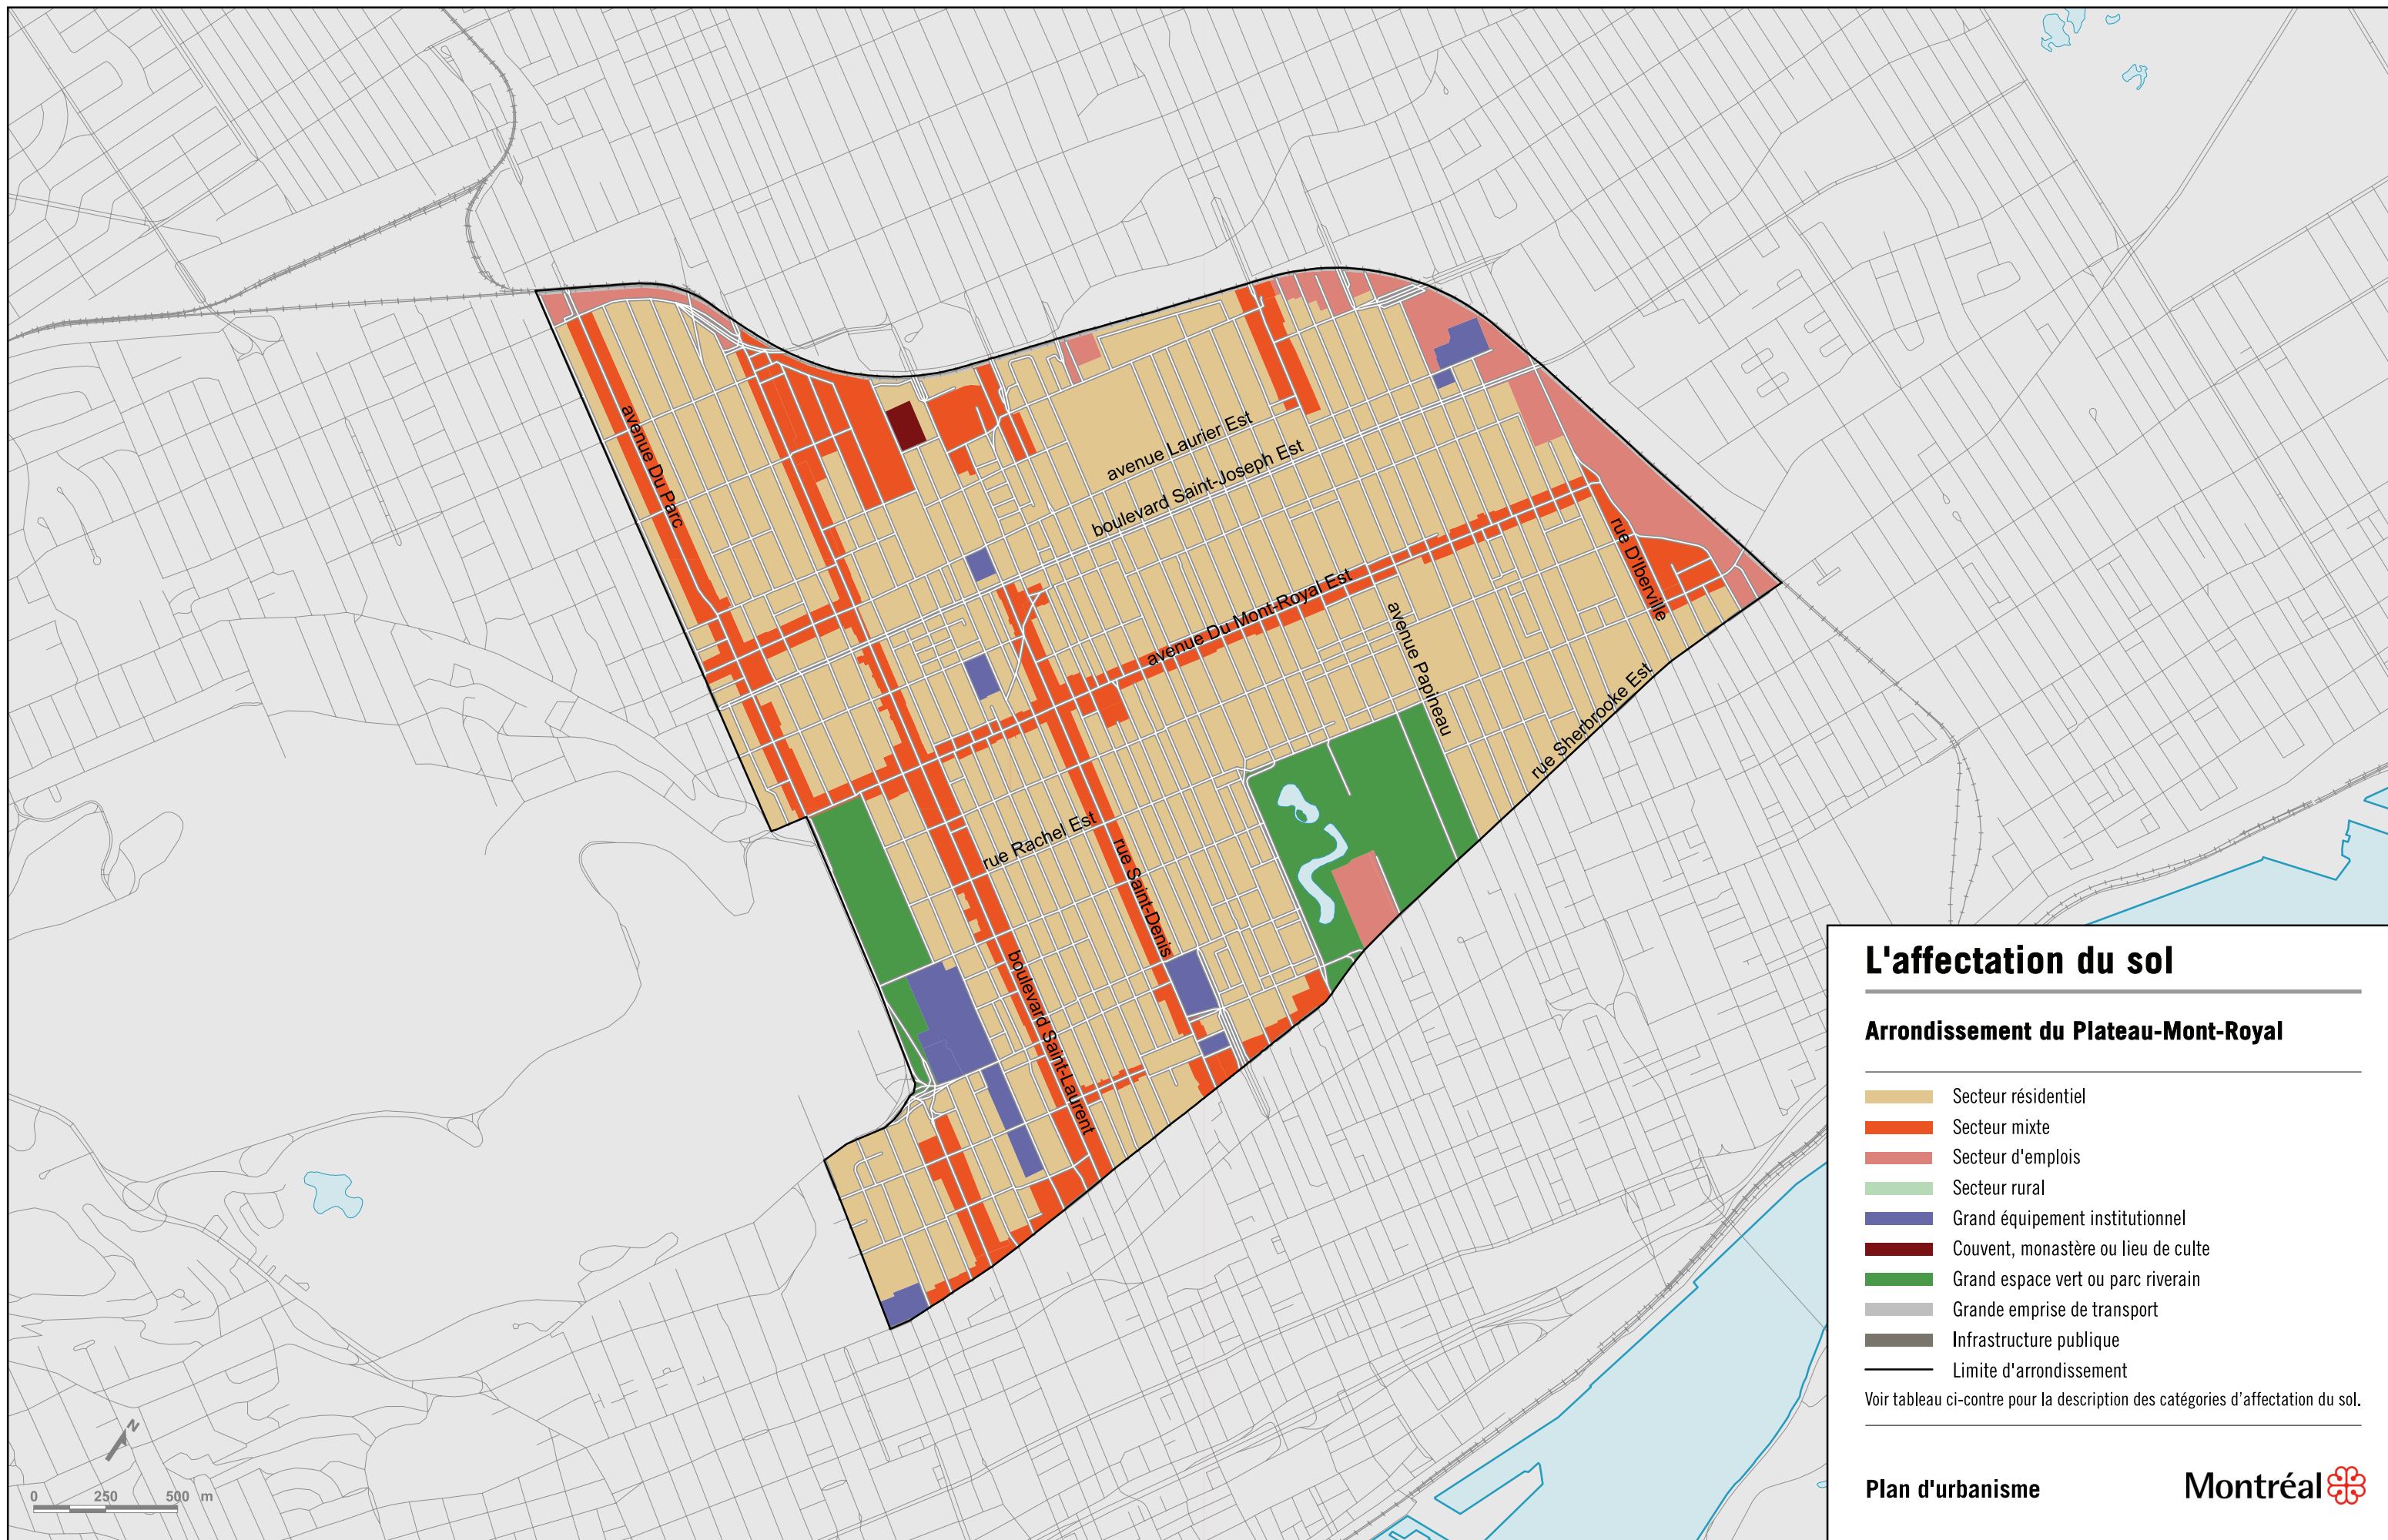 avenue Du Parc
avenue Laurier Est
boulevard Saint-Joseph Est
avenue Du Mont-Royal Est
rue D'Iberville
avenue Papineau
rue Sherbrooke Est
rue Rachel Est
rue Saint-Denis
boulevard Saint-Laurent
L'affectation du sol
Arrondissement du Plateau-Mont-Royal
Secteur résidentiel
Secteur mixte
Secteur d'emplois
Secteur rural
Grand équipement institutionnel
Couvent, monastère ou lieu de culte
Grand espace vert ou parc riverain
Grande emprise de transport
Infrastructure publique
Limite d'arrondissement
Voir tableau ci-contre pour la description des catégories d'affectation du sol.
Plan d'urbanisme
Montréal
N
0 250 500 m